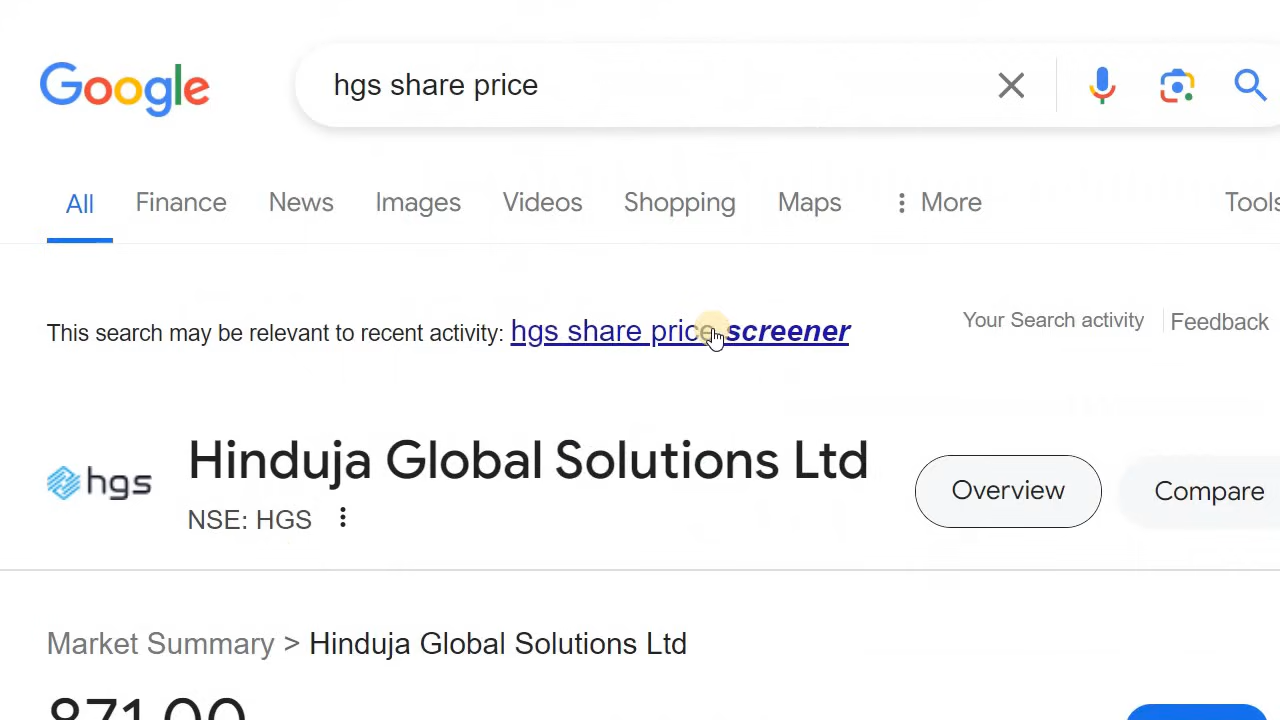 Google
hgs share price
All Finance News Images Videos Shopping Maps More Tools
This search may be relevant to recent activity: hgs share price screener
Your Search activity Feedback
hgs
Hinduja Global Solutions Ltd
NSE: HGS
Overview Compare
Market Summary > Hinduja Global Solutions Ltd
871.00